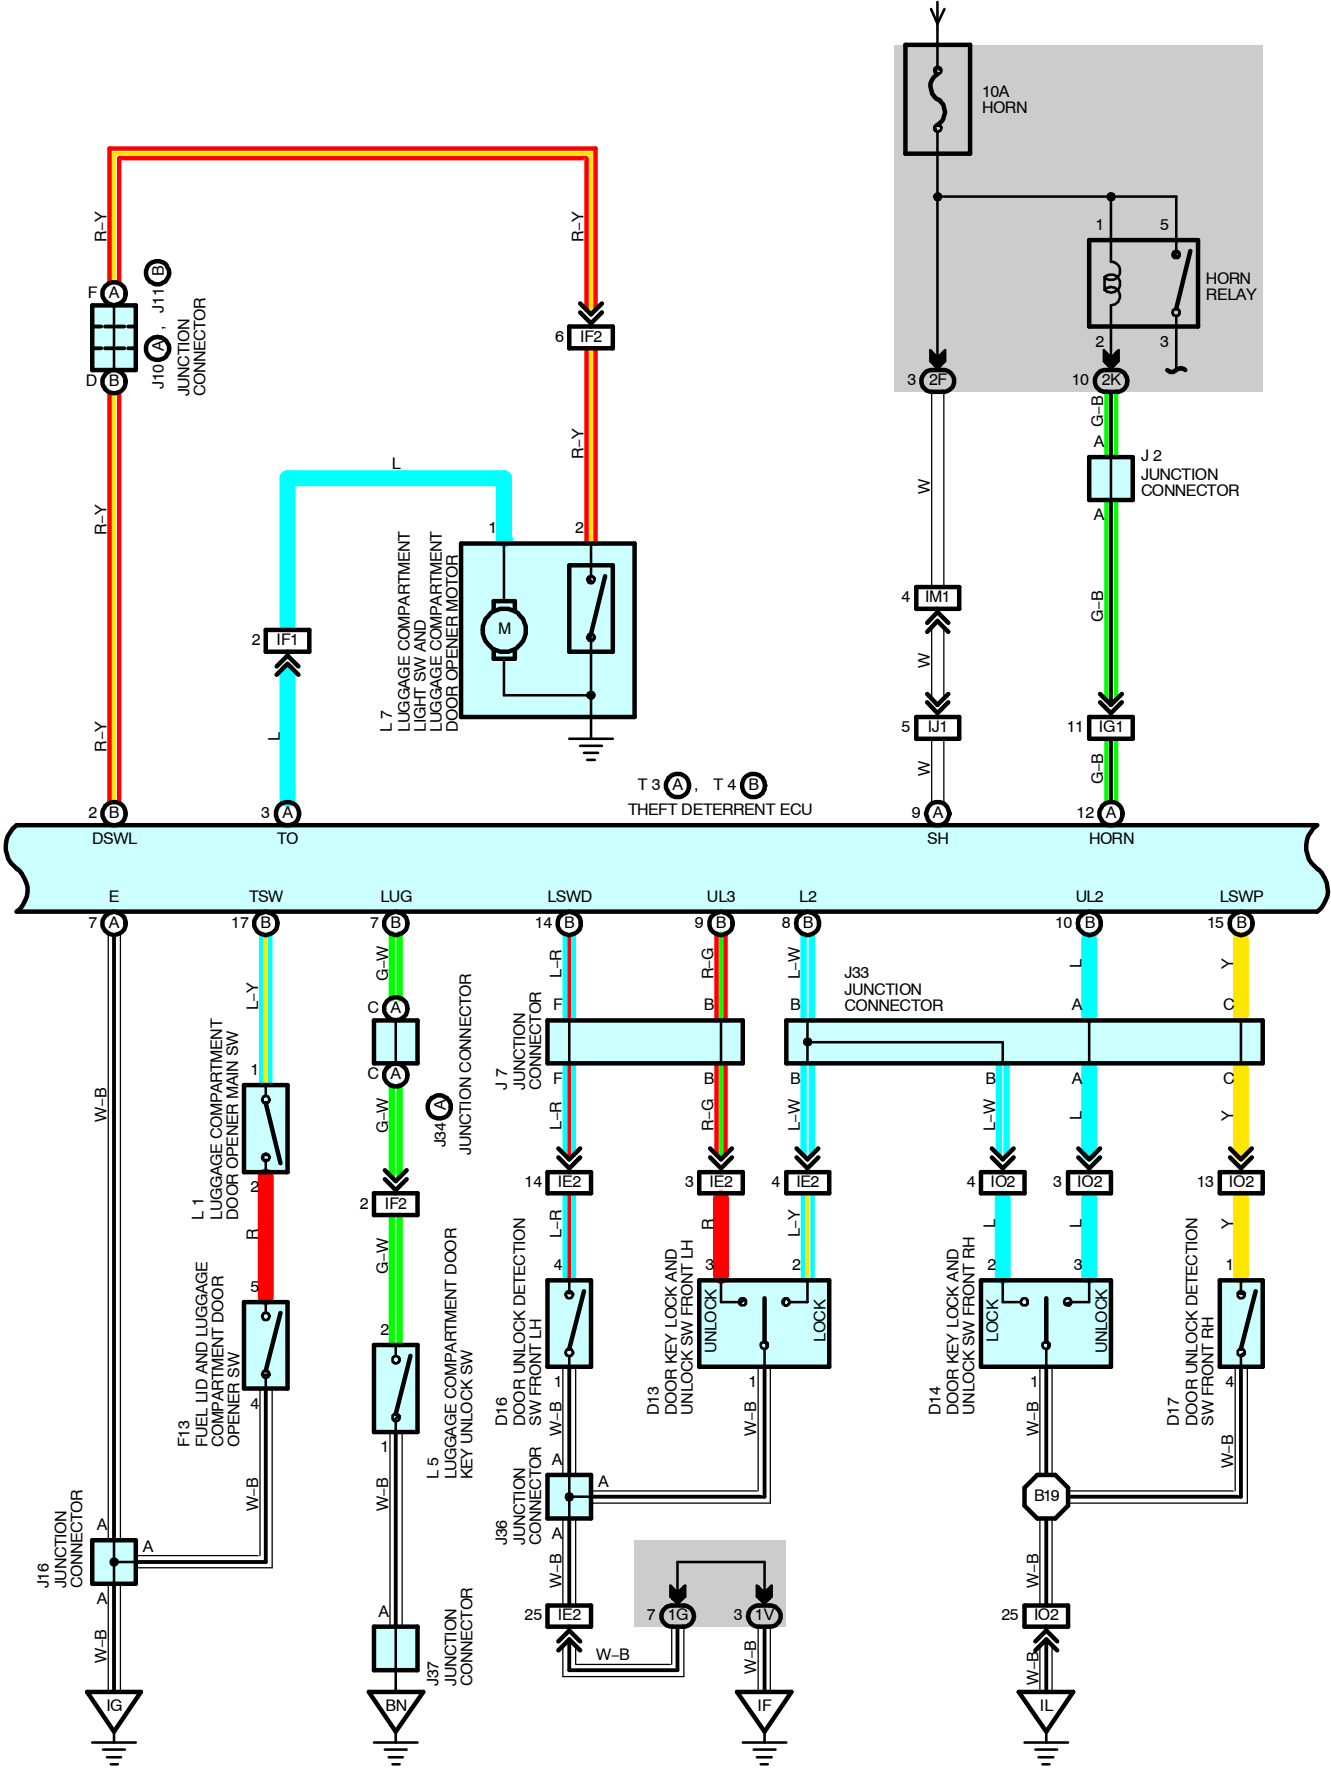 10A
HORN
1
5
HORN
RELAY
2
3
3 2F
10 2K
R–Y
R–Y
F A
J10 A , J11 B
JUNCTION
CONNECTOR
D B
6 IF2
G–B
A
J 2
JUNCTION
CONNECTOR
A
R–Y
R–Y
L
W
1
2
L 7
LUGGAGE COMPARTMENT
LIGHT SW AND
LUGGAGE COMPARTMENT
DOOR OPENER MOTOR
M
4 IM1
G–B
2 IF1
W
R–Y
L
5 IJ1
11 IG1
W
G–B
T 3 A , T 4 B
THEFT DETERRENT ECU
2 B
3 A
9 A
12 A
DSWL
TO
SH
HORN
E
TSW
LUG
LSWD
UL3
L2
UL2
LSWP
7 A
17 B
7 B
14 B
9 B
8 B
10 B
15 B
L–Y
G–W
L–R
R–G
L–W
L
Y
J33
JUNCTION
CONNECTOR
C A
F
B
B
A
C
J 7
JUNCTION
CONNECTOR
C A
J34 A
JUNCTION CONNECTOR
F
B
B
B
A
C
W–B
1
L 1
LUGGAGE COMPARTMENT
DOOR OPENER MAIN SW
2
G–W
L–R
R–G
L–W
L–W
L
Y
2 IF2
14 IE2
3 IE2
4 IE2
4 IO2
3 IO2
13 IO2
R
G–W
L–R
R
L–Y
L
L
Y
5
2
4
3
2
2
3
1
F13
FUEL LID AND LUGGAGE
COMPARTMENT DOOR
OPENER SW
4
L 5
LUGGAGE COMPARTMENT DOOR
KEY UNLOCK SW
1
D16
DOOR UNLOCK DETECTION
SW FRONT LH
1
D13
DOOR KEY LOCK AND
UNLOCK SW FRONT LH
UNLOCK
LOCK
1
D14
DOOR KEY LOCK AND
UNLOCK SW FRONT RH
LOCK
UNLOCK
1
D17
DOOR UNLOCK DETECTION
SW FRONT RH
4
W–B
W–B
W–B
W–B
W–B
W–B
A
A
J36
JUNCTION
CONNECTOR
A
B19
J16
JUNCTION
CONNECTOR
A
A
A
W–B
W–B
W–B
A
J37
JUNCTION
CONNECTOR
25 IE2
7 1G
3 1V
25 IO2
W–B
W–B
W–B
IG
BN
IF
IL